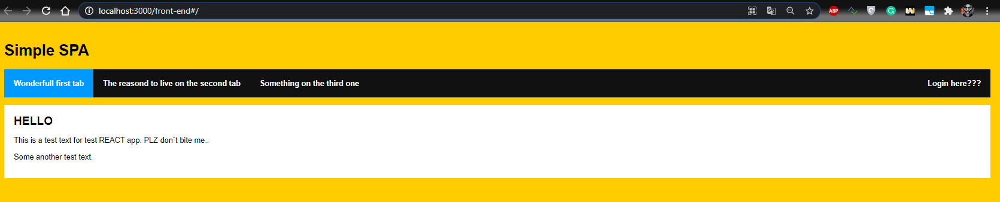 localhost:3000/front-end#/
ABP
Simple SPA
Wonderfull first tab The reasond to live on the second tab Something on the third one Login here???
HELLO
This is a test text for test REACT app. PLZ don`t bite me..
Some another test text.